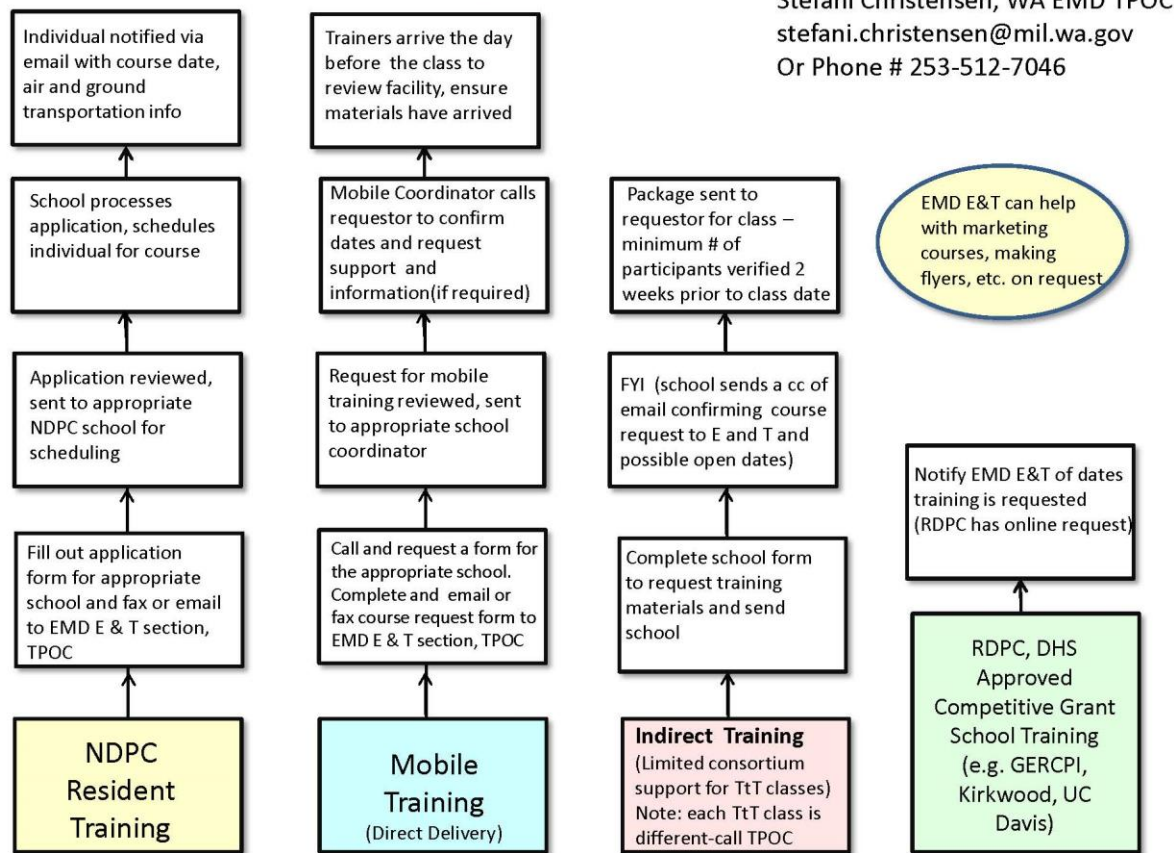 Stefani Christensen, WA EMD TPOC
stefani.christensen@mil.wa.gov
Or Phone # 253-512-7046
Individual notified via
email with course date,
air and ground
transportation info
School processes
application, schedules
individual for course
Application reviewed,
sent to appropriate
NDPC school for
scheduling
Fill out application
form for appropriate
school and fax or email
to EMD E & T section,
TPOC
NDPC
Resident
Training
Trainers arrive the day
before the class to
review facility, ensure
materials have arrived
Mobile Coordinator calls
requestor to confirm
dates and request
support and
information(if required)
Request for mobile
training reviewed, sent
to appropriate school
coordinator
Call and request a form for
the appropriate school.
Complete and email or
fax course request form to
EMD E & T section, TPOC
Mobile
Training
(Direct Delivery)
Package sent to
requestor for class –
minimum # of
participants verified 2
weeks prior to class date
FYI (school sends a cc of
email confirming course
request to E and T and
possible open dates)
Complete school form
to request training
materials and send
school
Indirect Training
(Limited consortium
support for TtT classes)
Note: each TtT class is
different-call TPOC
EMD E&T can help
with marketing
courses, making
flyers, etc. on request
Notify EMD E&T of dates
training is requested
(RDPC has online request)
RDPC, DHS
Approved
Competitive Grant
School Training
(e.g. GERCPI,
Kirkwood, UC
Davis)